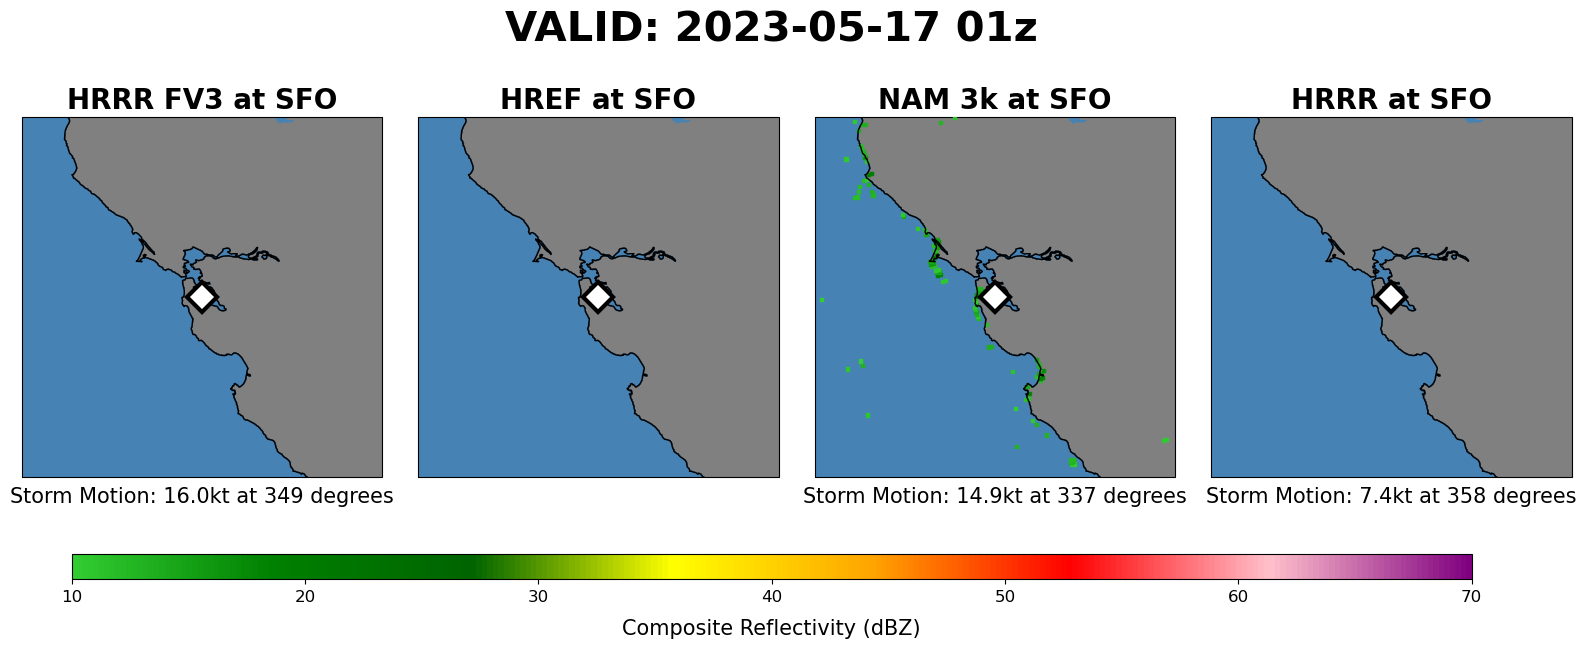 VALID: 2023-05-17 01z
HRRR FV3 at SFO
HREF at SFO
NAM 3k at SFO
HRRR at SFO
Storm Motion: 16.0kt at 349 degrees
Storm Motion: 14.9kt at 337 degrees
Storm Motion: 7.4kt at 358 degrees
10 20 30 40 50 60 70
Composite Reflectivity (dBZ)